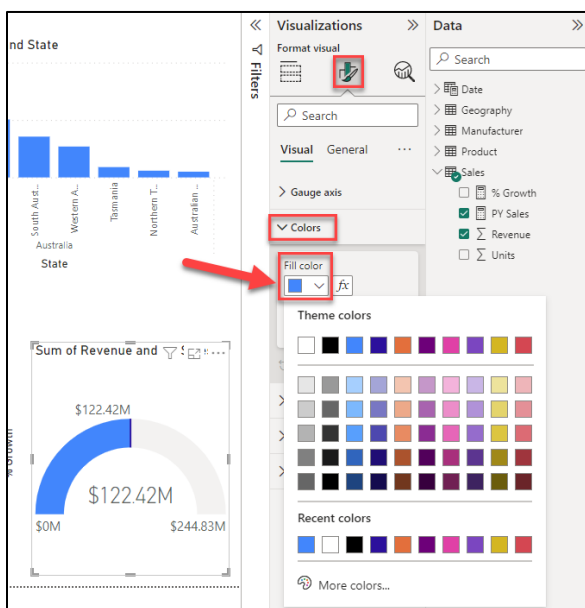 nd State
South Aust...
Western A...
Tasmania
Northern T...
Australian ...
Australia
State
Sum of Revenue and
$122.42M
$122.42M
$0M
$244.83M
% Growth
Filters
Visualizations
Format visual
Search
Visual
General
...
Gauge axis
Colors
Fill color
fx
Theme colors
Recent colors
More colors...
Data
Search
Date
Geography
Manufacturer
Product
Sales
% Growth
PY Sales
Σ Revenue
Σ Units